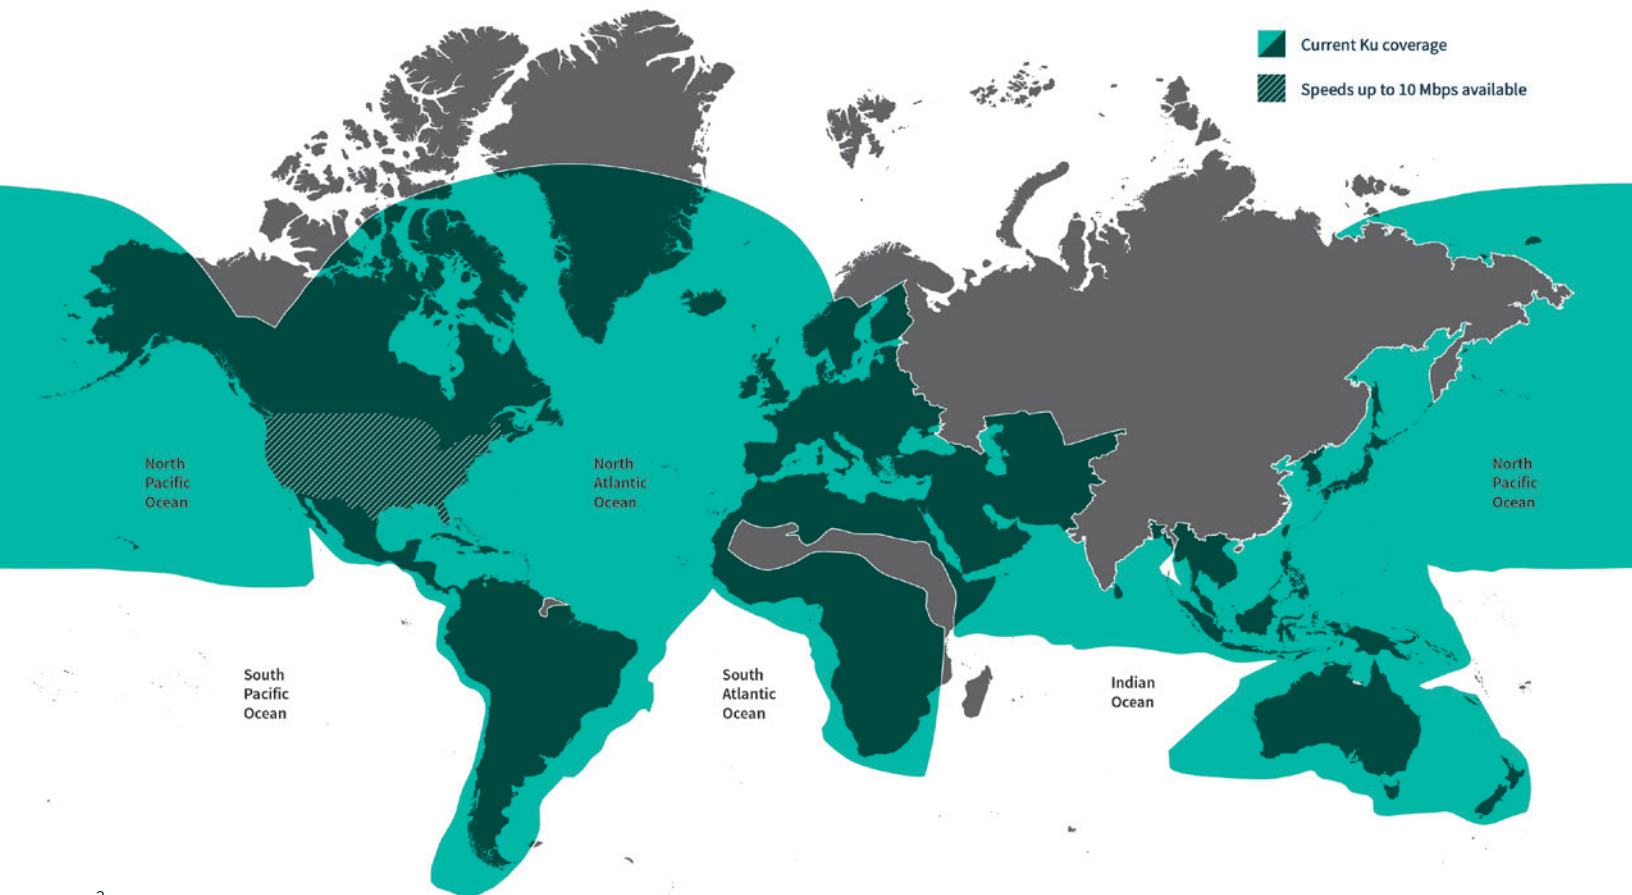 Current Ku coverage
Speeds up to 10 Mbps available
North
Pacific
Ocean
North
Atlantic
Ocean
North
Pacific
Ocean
South
Pacific
Ocean
South
Atlantic
Ocean
Indian
Ocean